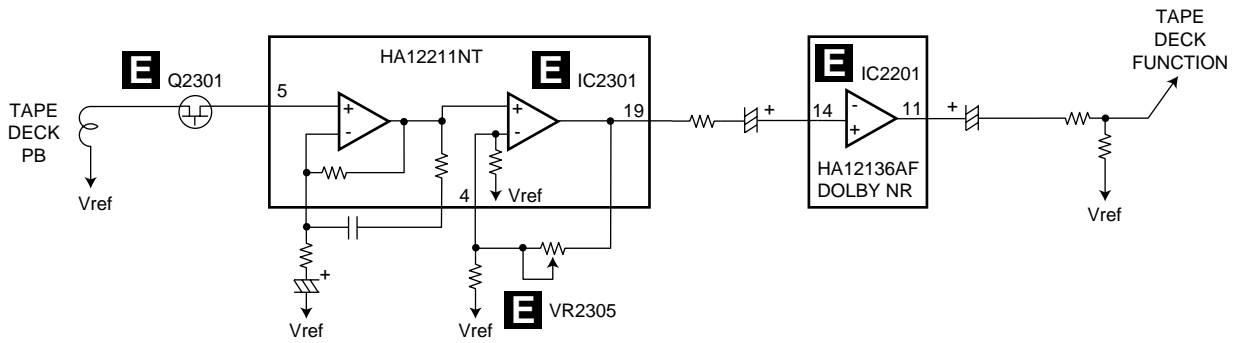 TAPE
DECK
PB
Vref
E Q2301
5
HA12211NT
E IC2301
19
+
-
+
-
Vref
4
+
Vref
Vref
E VR2305
+
E IC2201
14
-
+
11
HA12136AF
DOLBY NR
+
Vref
TAPE
DECK
FUNCTION